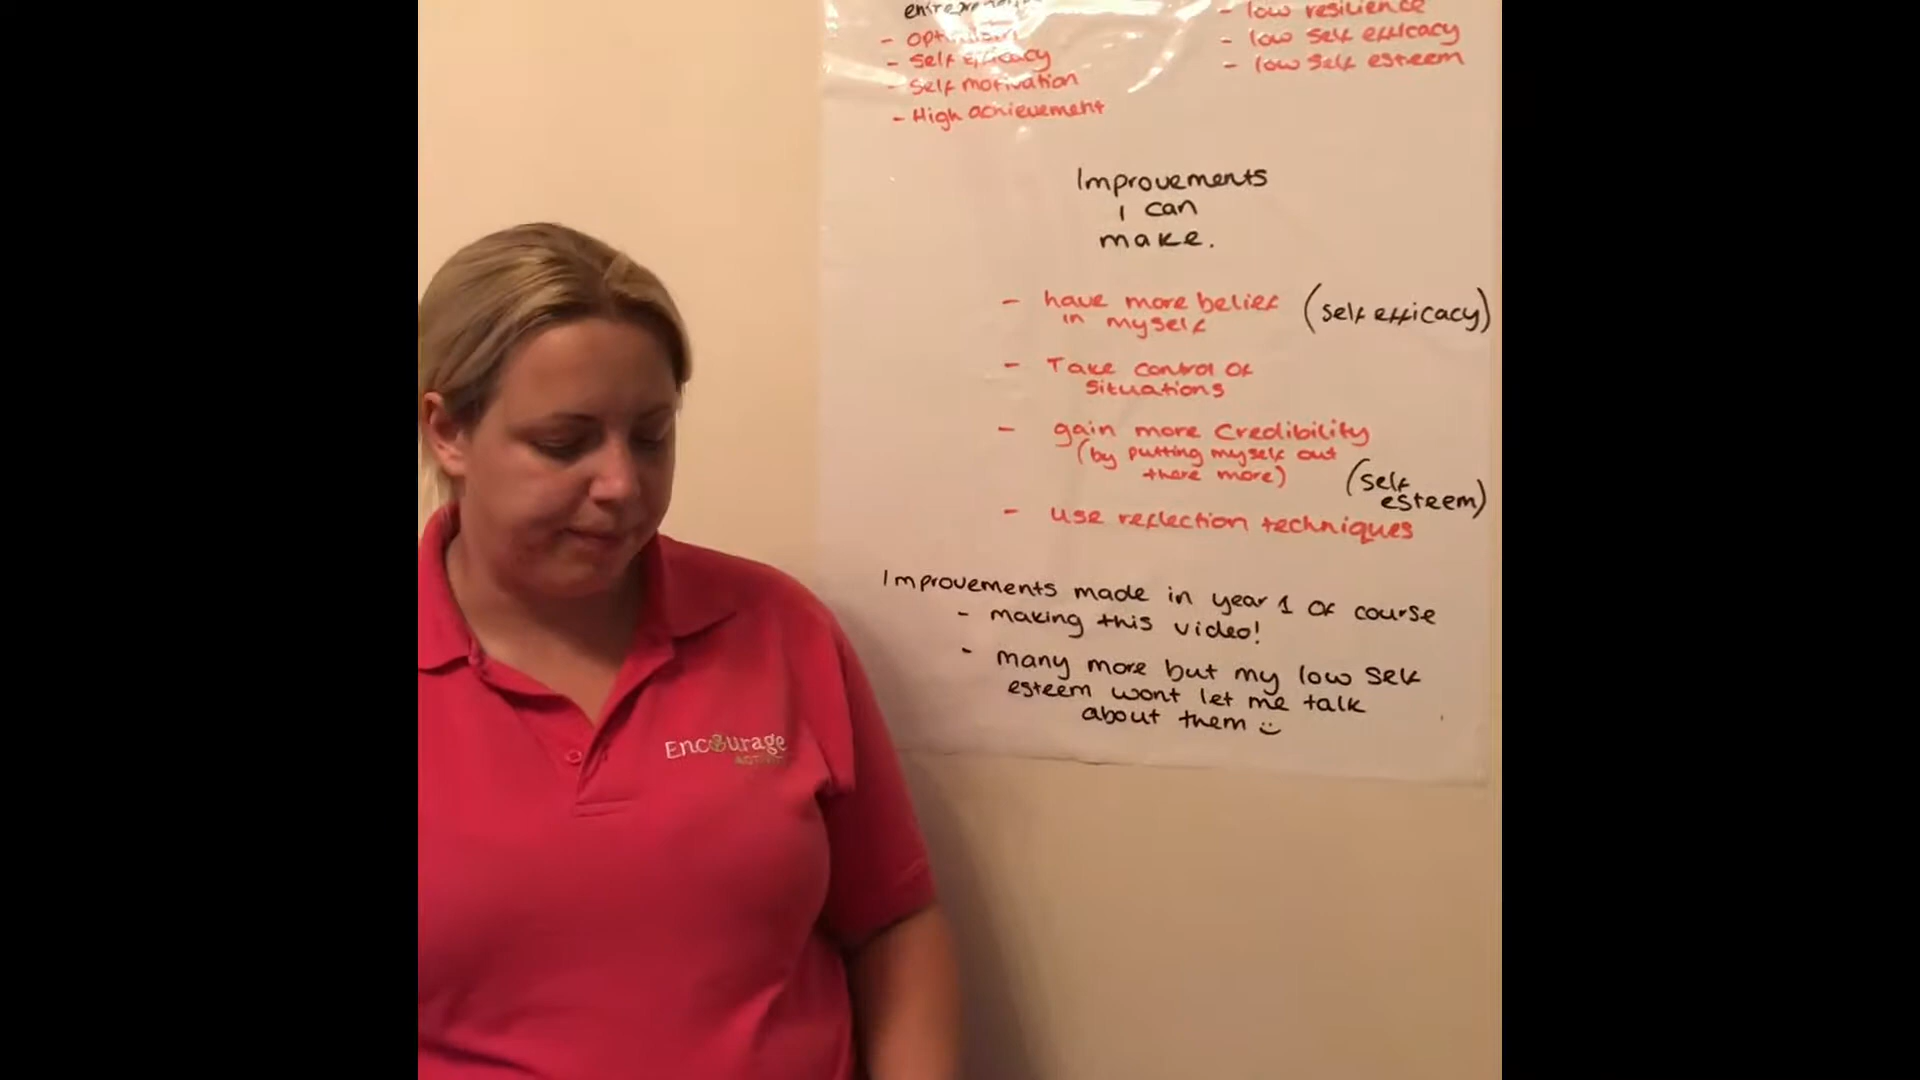 - optimism
- self efficacy
- self motivation
- High achievement
- low resilience
- low self efficacy
- low self esteem
Improvements
I can
make.
- have more belief (self efficacy)
in myself
- Take control of
situations
- gain more credibility
(by putting myself out
there more)
(self
esteem)
- use reflection techniques
Improvements made in year 1 of course
- making this video!
- many more but my low self
esteem wont let me talk
about them
Encourage